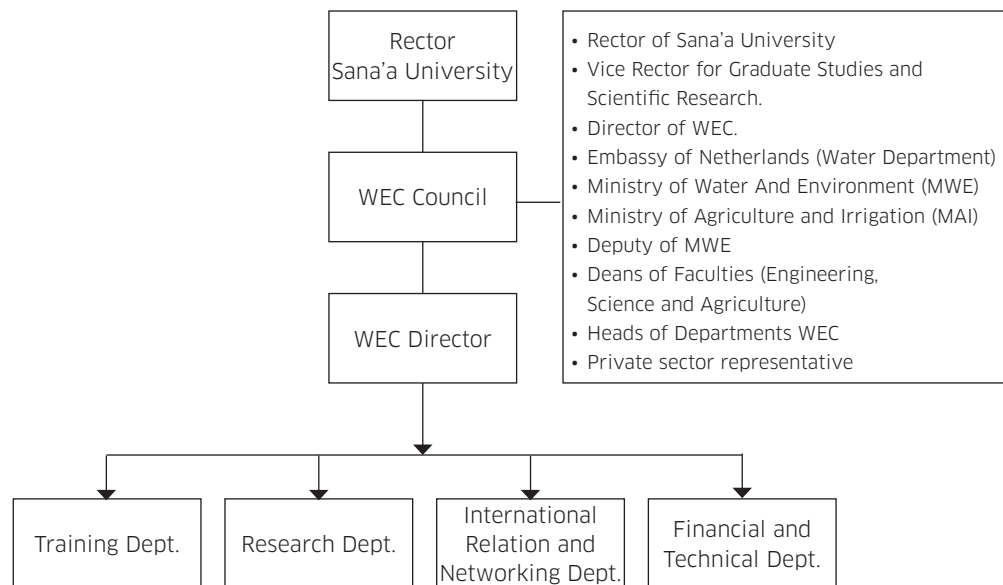 Rector
Sana’a University
WEC Council
WEC Director
• Rector of Sana’a University
• Vice Rector for Graduate Studies and
Scientific Research.
• Director of WEC.
• Embassy of Netherlands (Water Department)
• Ministry of Water And Environment (MWE)
• Ministry of Agriculture and Irrigation (MAI)
• Deputy of MWE
• Deans of Faculties (Engineering,
Science and Agriculture)
• Heads of Departments WEC
• Private sector representative
Training Dept.
Research Dept.
International
Relation and
Networking Dept.
Financial and
Technical Dept.